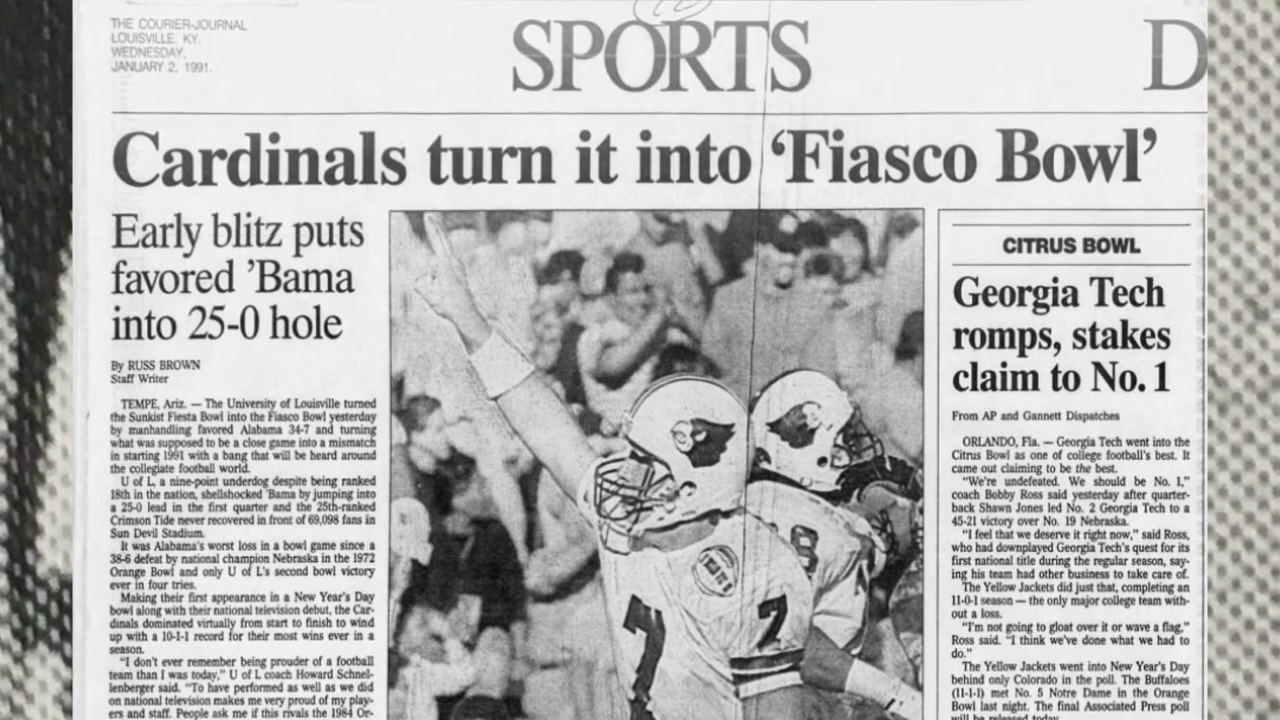 THE COURIER-JOURNAL
LOUISVILLE, KY.
WEDNESDAY,
JANUARY 2, 1991.
SPORTS
D
Cardinals turn it into ‘Fiasco Bowl’
Early blitz puts
favored ’Bama
into 25-0 hole
By RUSS BROWN
Staff Writer
TEMPE, Ariz. — The University of Louisville turned
the Sunkist Fiesta Bowl into the Fiasco Bowl yesterday
by manhandling favored Alabama 34-7 and turning
what was supposed to be a close game into a mismatch
in starting 1991 with a bang that will be heard around
the collegiate football world.
U of L, a nine-point underdog despite being ranked
18th in the nation, shellshocked ’Bama by jumping into
a 25-0 lead in the first quarter and the 25th-ranked
Crimson Tide never recovered in front of 69,098 fans in
Sun Devil Stadium.
It was Alabama’s worst loss in a bowl game since a
38-6 defeat by national champion Nebraska in the 1972
Orange Bowl and only U of L’s second bowl victory
ever in four tries.
Making their first appearance in a New Year’s Day
bowl along with their national television debut, the Car-
dinals dominated virtually from start to finish to wind
up with a 10-1-1 record for their most wins ever in a
season.
“I don’t ever remember being prouder of a football
team than I was today,” U of L coach Howard Schnel-
lenberger said. “To have performed as well as we did
on national television makes me very proud of my play-
ers and staff. People ask me if this rivals the 1984 Or-
7
7
8
CITRUS BOWL
Georgia Tech
romps, stakes
claim to No. 1
From AP and Gannett Dispatches
ORLANDO, Fla. — Georgia Tech went into the
Citrus Bowl as one of college football’s best. It
came out claiming to be the best.
“We’re undefeated. We should be No. 1,”
coach Bobby Ross said yesterday after quarter-
back Shawn Jones led No. 2 Georgia Tech to a
45-21 victory over No. 19 Nebraska.
“I feel that we deserve it right now,” said Ross,
who had downplayed Georgia Tech’s quest for its
first national title during the regular season, say-
ing his team had other business to take care of.
The Yellow Jackets did just that, completing an
11-0-1 season — the only major college team with-
out a loss.
“I’m not going to gloat over it or wave a flag,”
Ross said. “I think we’ve done what we had to
do.”
The Yellow Jackets went into New Year’s Day
behind only Colorado in the poll. The Buffaloes
(11-1-1) met No. 5 Notre Dame in the Orange
Bowl last night. The final Associated Press poll
will be released today.